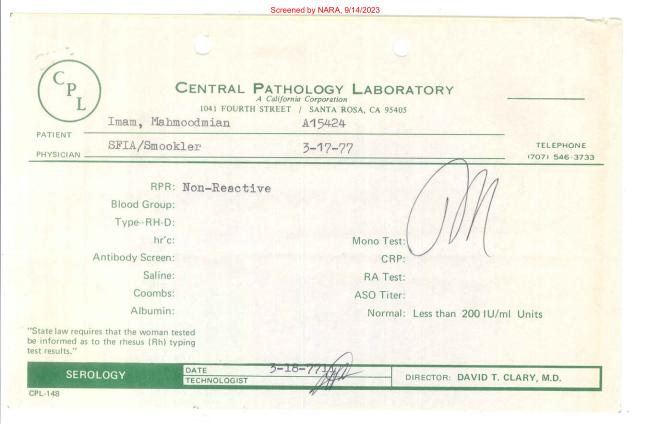 Screened by NARA, 9/14/2023
CPL
CENTRAL PATHOLOGY LABORATORY
A California Corporation
1041 FOURTH STREET / SANTA ROSA, CA 95405
PATIENT Imam, Mahmoodmian A15424
PHYSICIAN SFIA/Smookler 3-17-77
TELEPHONE
(707) 546-3733
RPR: Non-Reactive
Blood Group:
Type-RH-D:
hr'c:
Antibody Screen:
Saline:
Coombs:
Albumin:
Mono Test:
CRP:
RA Test:
ASO Titer:
Normal: Less than 200 IU/ml Units
"State law requires that the woman tested
be informed as to the rhesus (Rh) typing
test results."
SEROLOGY
DATE 3-18-77
TECHNOLOGIST
DIRECTOR: DAVID T. CLARY, M.D.
CPL-148